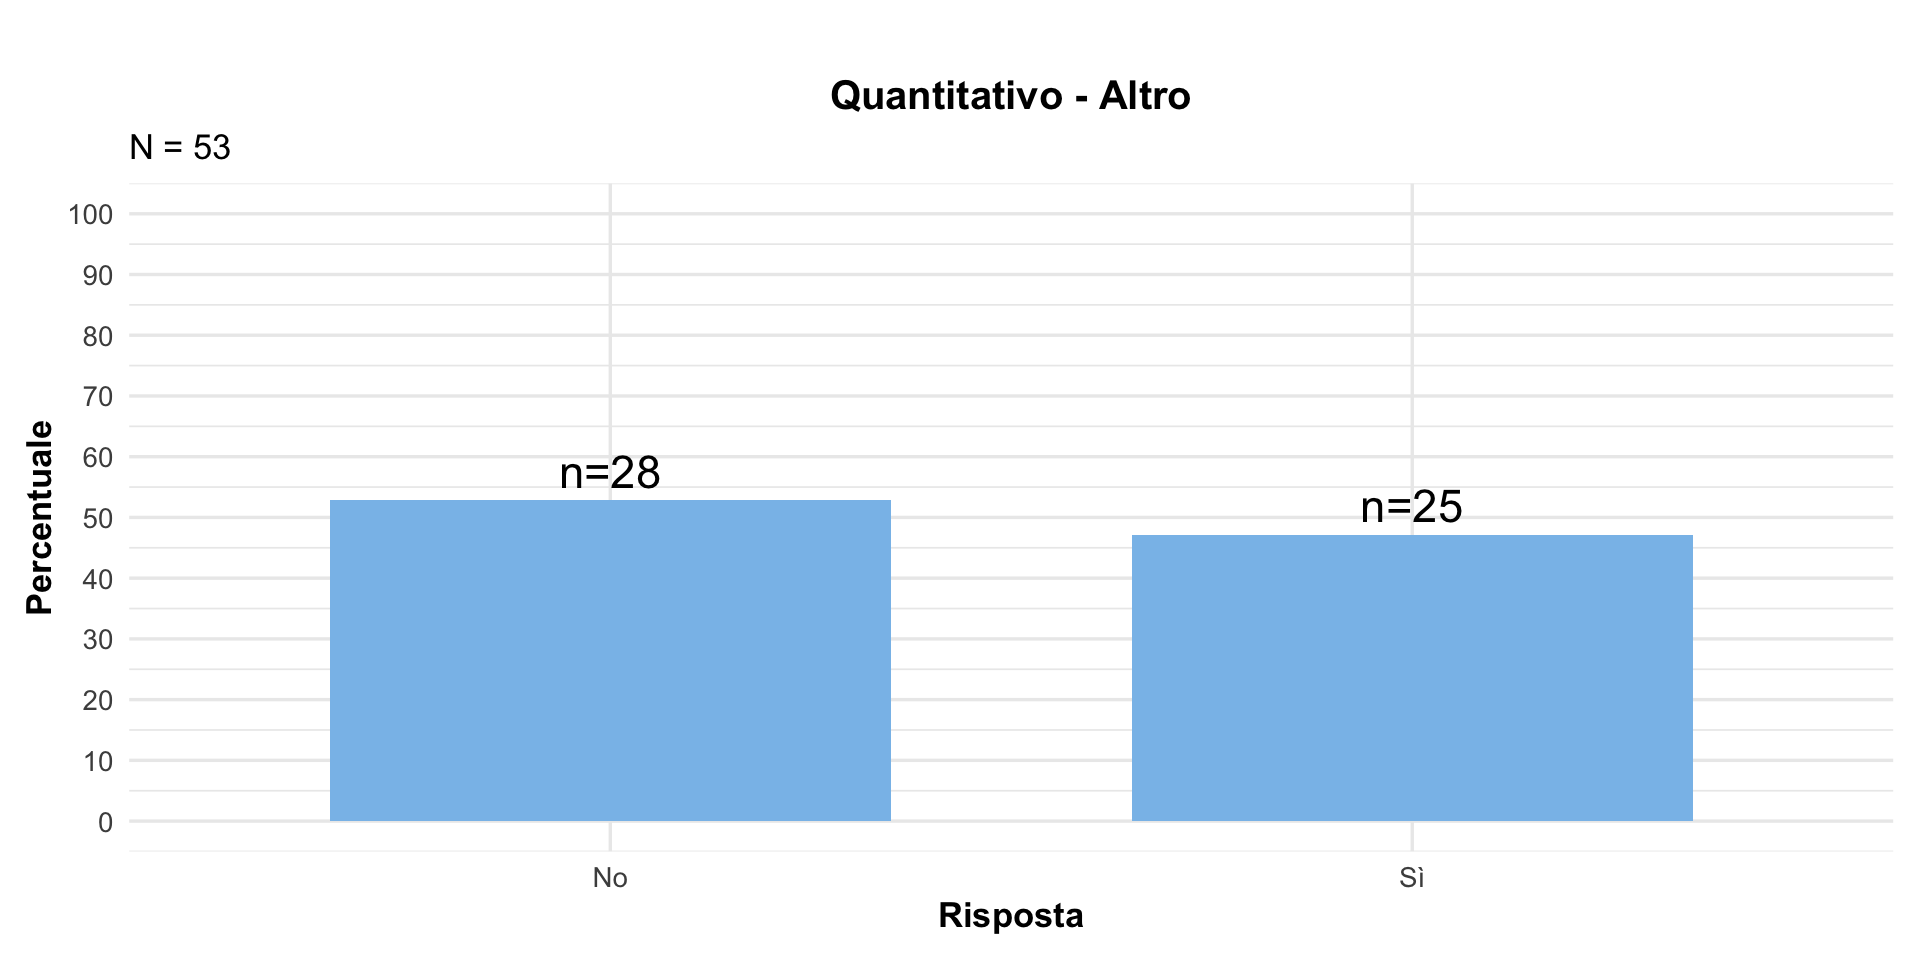 Quantitativo - Altro
N = 53
100
90
80
70
60
50
40
30
20
10
0
Percentuale
n=28
n=25
No
Sì
Risposta